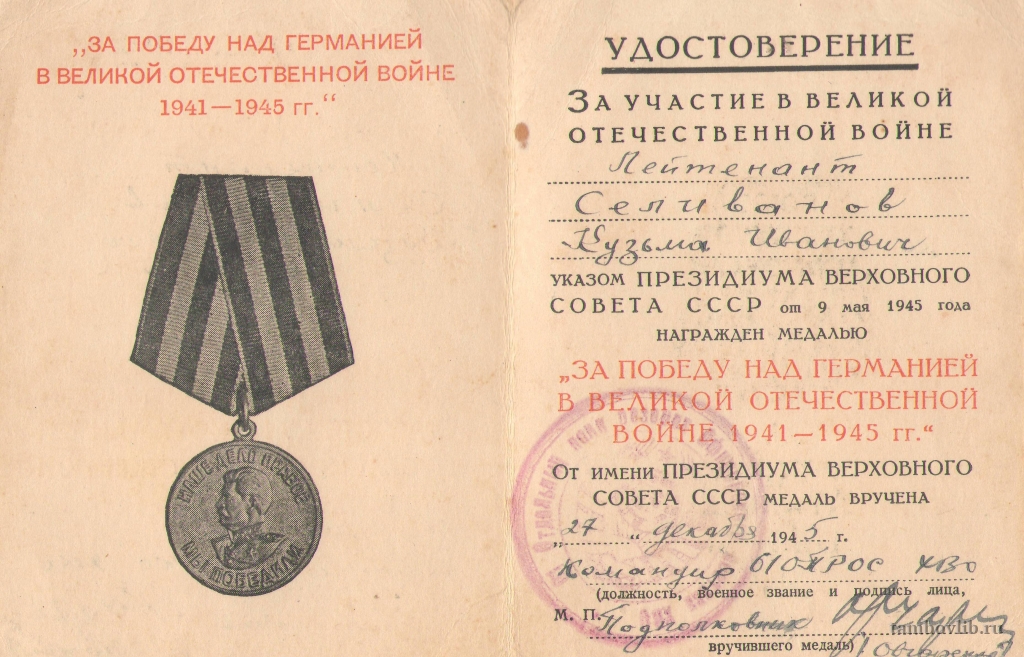 „ЗА ПОБЕДУ НАД ГЕРМАНИЕЙ
В ВЕЛИКОЙ ОТЕЧЕСТВЕННОЙ ВОЙНЕ
1941—1945 гг.“
НАШЕ ДЕЛО ПРАВОЕ
МЫ ПОБЕДИЛИ
УДОСТОВЕРЕНИЕ
ЗА УЧАСТИЕ В ВЕЛИКОЙ
ОТЕЧЕСТВЕННОЙ ВОЙНЕ
Лейтенант
Селиванов
Кузьма Иванович
УКАЗОМ ПРЕЗИДИУМА ВЕРХОВНОГО
СОВЕТА СССР от 9 мая 1945 года
НАГРАЖДЕН МЕДАЛЬЮ
„ЗА ПОБЕДУ НАД ГЕРМАНИЕЙ
В ВЕЛИКОЙ ОТЕЧЕСТВЕННОЙ
ВОЙНЕ 1941—1945 гг.“
ОТ ИМЕНИ ПРЕЗИДИУМА ВЕРХОВНОГО
СОВЕТА СССР МЕДАЛЬ ВРУЧЕНА
„27“ декабря 1945 г.
Командир
(должность, военное звание и подпись лица,
М. П. Подполковник
вручившего медаль)
tambovlib.ru